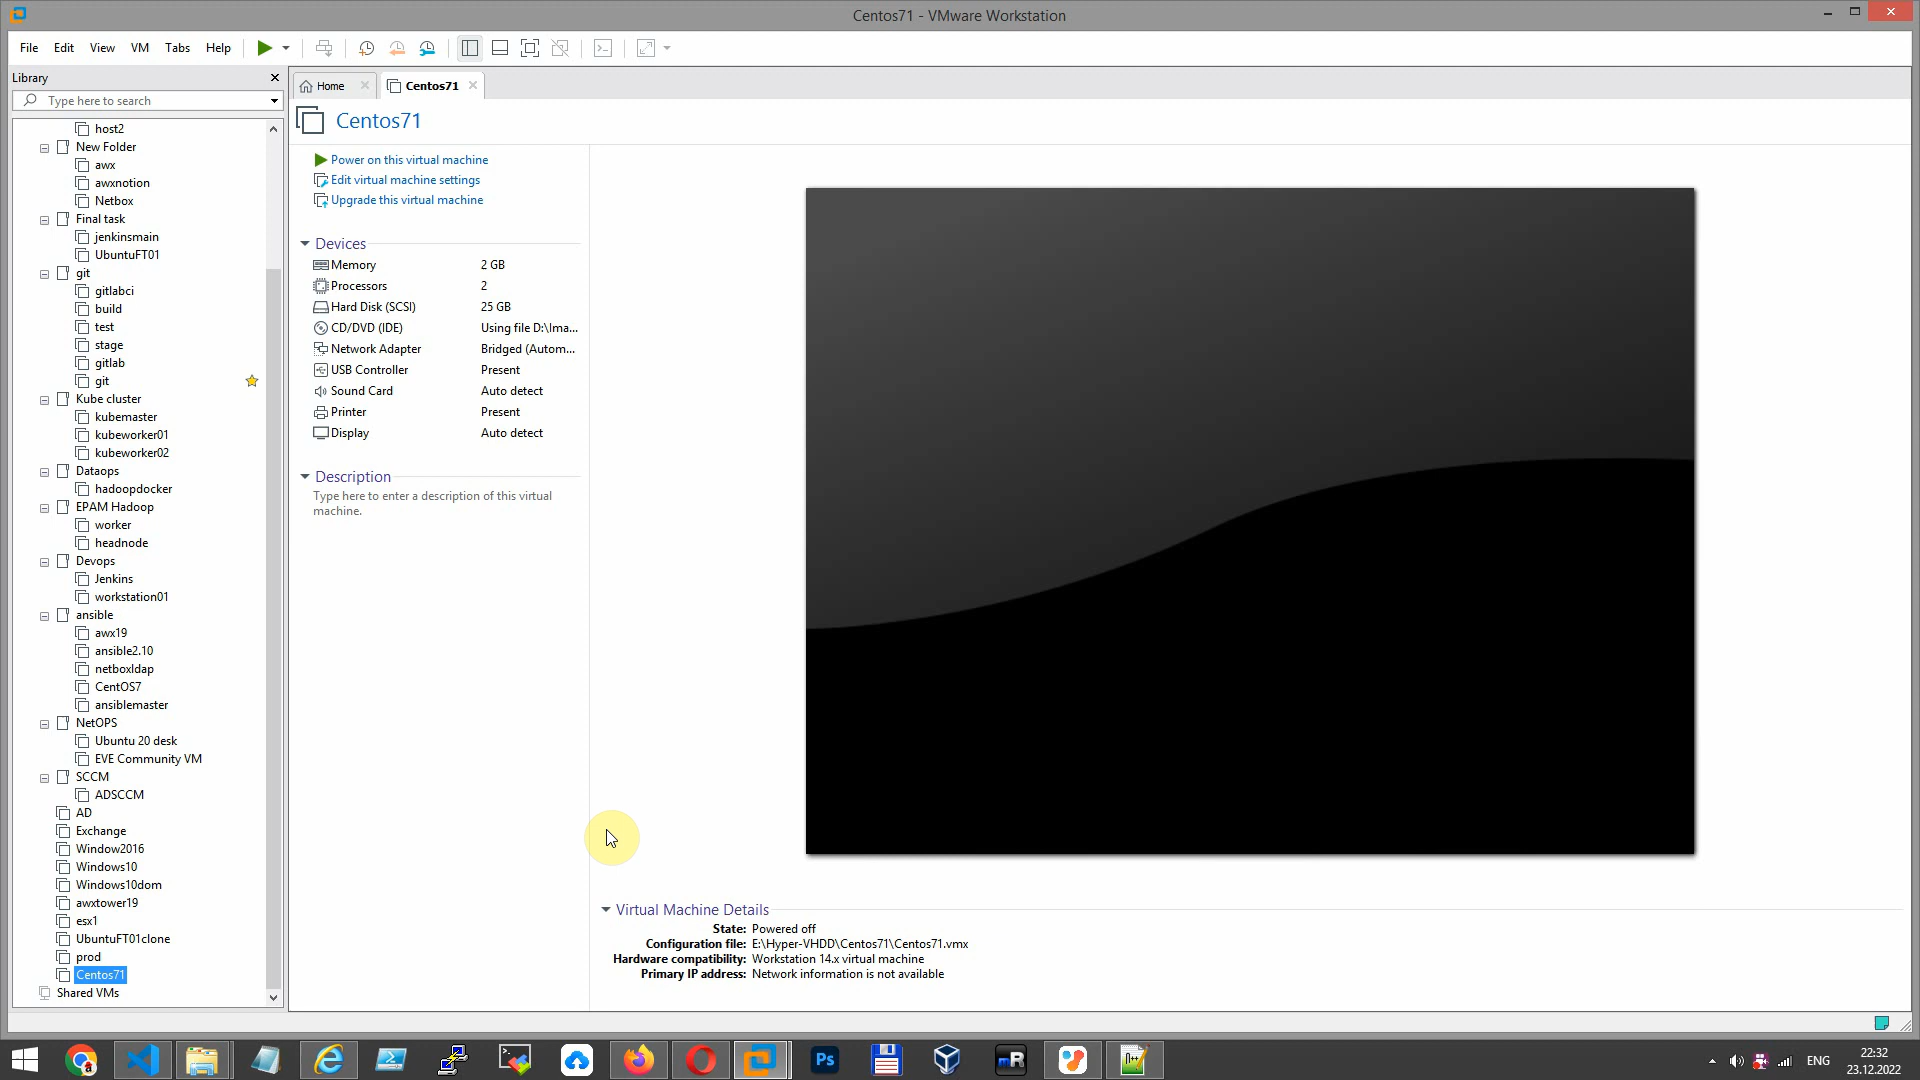 Centos71 - VMware Workstation
File Edit View VM Tabs Help
Library
Type here to search
host2
New Folder
awx
awxnotion
Netbox
Final task
jenkinsmain
UbuntuFT01
git
gitlabci
build
test
stage
gitlab
git
Kube cluster
kubemaster
kubeworker01
kubeworker02
Dataops
hadoopdocker
EPAM Hadoop
worker
headnode
Devops
Jenkins
workstation01
ansible
awx19
ansible2.10
netboxldap
CentOS7
ansiblemaster
NetOPS
Ubuntu 20 desk
EVE Community VM
SCCM
ADSCCM
AD
Exchange
Window2016
Windows10
Windows10dom
awxtower19
esx1
UbuntuFT01clone
prod
Centos71
Shared VMs
Home Centos71
Centos71
Power on this virtual machine
Edit virtual machine settings
Upgrade this virtual machine
Devices
Memory 2 GB
Processors 2
Hard Disk (SCSI) 25 GB
CD/DVD (IDE) Using file D:\Ima...
Network Adapter Bridged (Autom...
USB Controller Present
Sound Card Auto detect
Printer Present
Display Auto detect
Description
Type here to enter a description of this virtual
machine.
Virtual Machine Details
State: Powered off
Configuration file: E:\Hyper-VHDD\Centos71\Centos71.vmx
Hardware compatibility: Workstation 14.x virtual machine
Primary IP address: Network information is not available
Ps
mR
ENG
22:32
23.12.2022